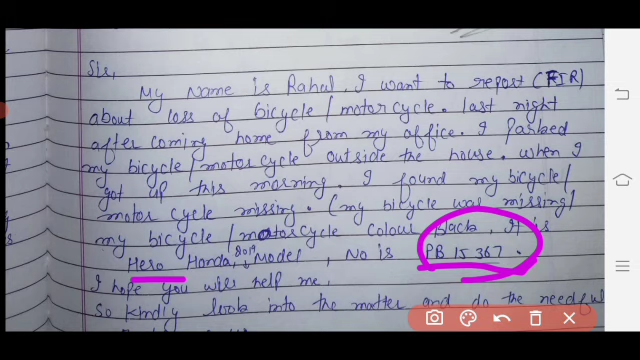 Sir,
My name is Rahul. I want to report (FIR)
about loss of bicycle/motorcycle. Last night
after coming home from my office. I parked
my bicycle/motorcycle outside the house. when I
got up this morning. I found my bicycle/
motor cycle missing. (my bicycle was missing/
my bicycle/motorcycle colour black. It is
Hero Honda, 2019 Model, No is PB 15 367.
I hope you will help me.
So kindly look into the matter and do the needful